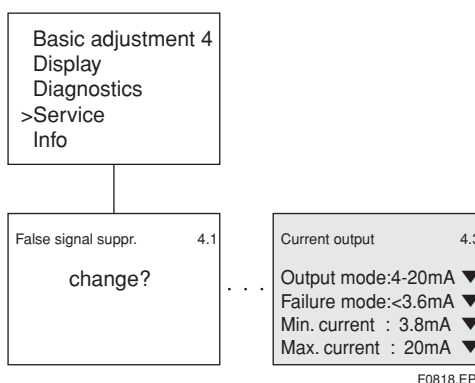 Basic adjustment 4
Display
Diagnostics
>Service
Info
False signal suppr. 4.1
change?
. . .
Current output 4.3
Output mode:4-20mA ▼
Failure mode:<3.6mA ▼
Min. current : 3.8mA ▼
Max. current : 20mA ▼
F0818.EP